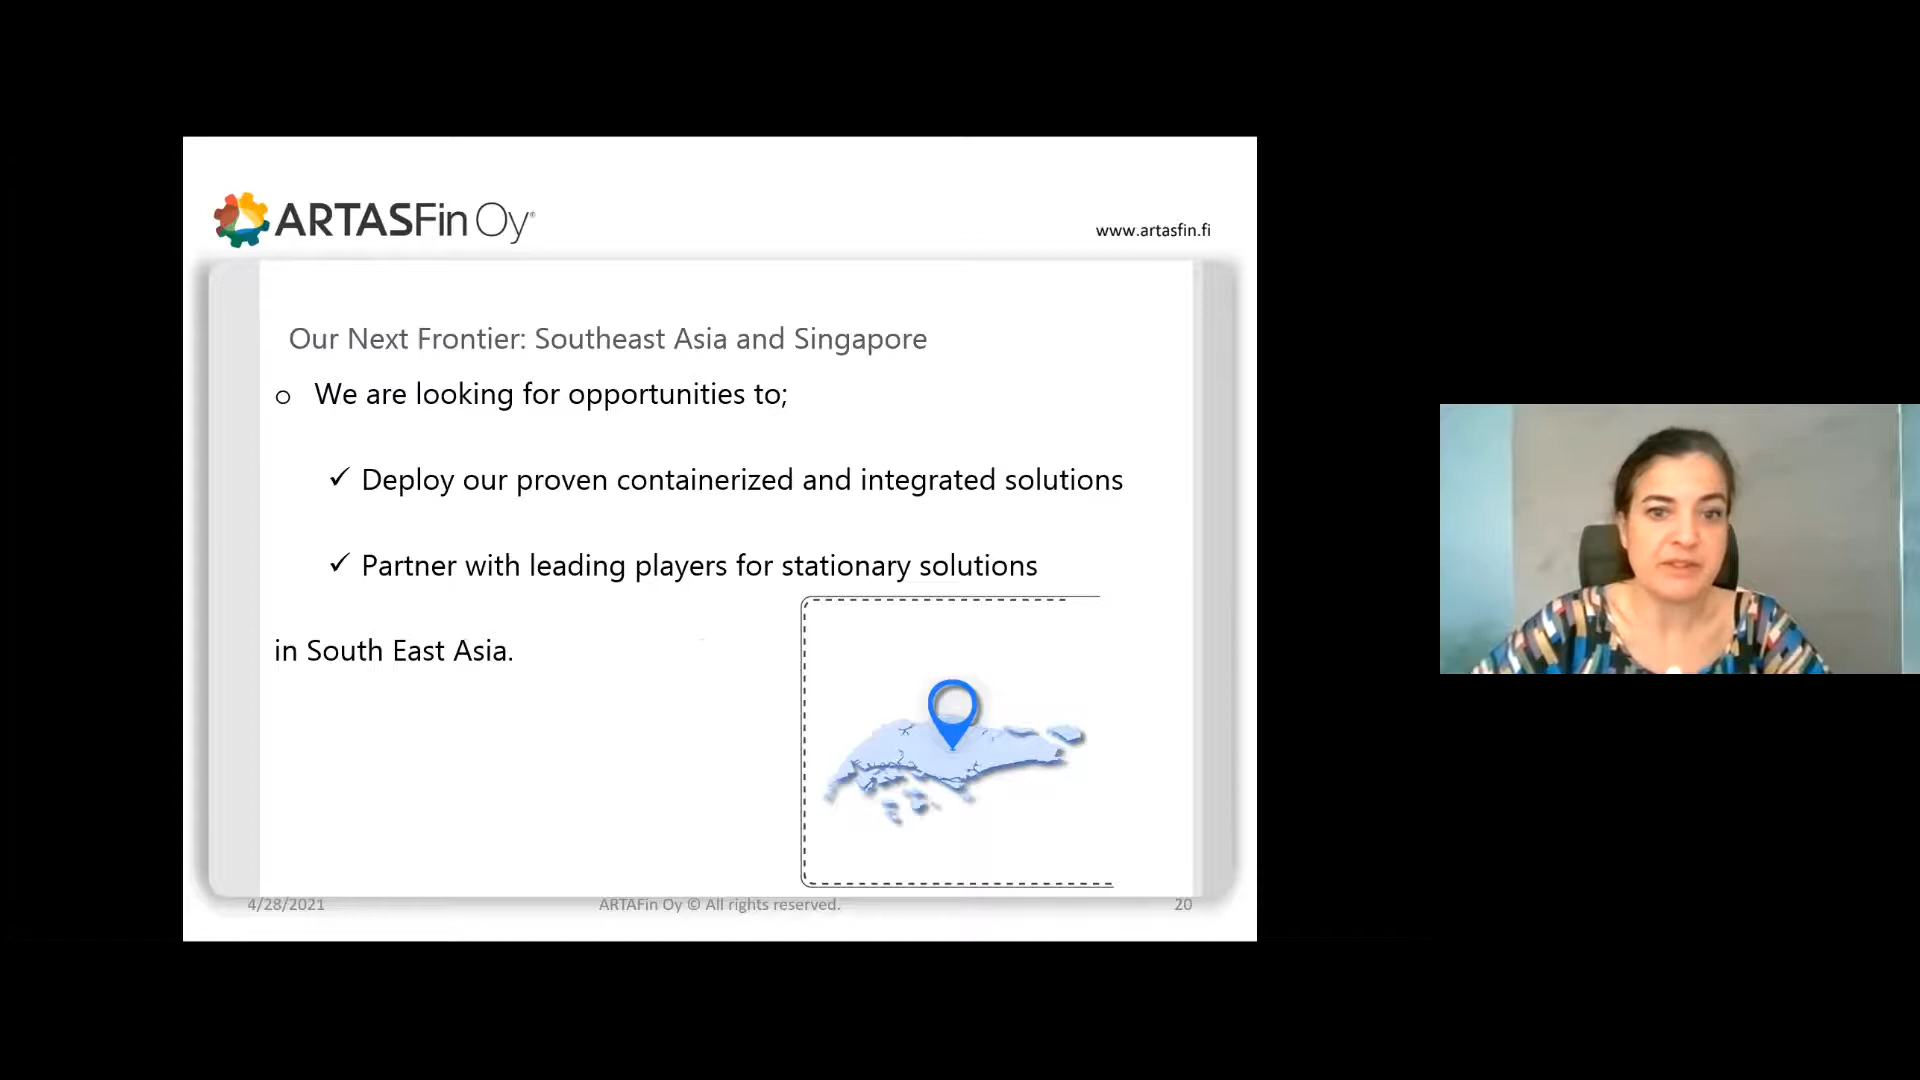 ARTASFin Oy®
www.artasfin.fi
Our Next Frontier: Southeast Asia and Singapore
o We are looking for opportunities to;
✓ Deploy our proven containerized and integrated solutions
✓ Partner with leading players for stationary solutions
in South East Asia.
4/28/2021 ARTAFin Oy © All rights reserved. 20